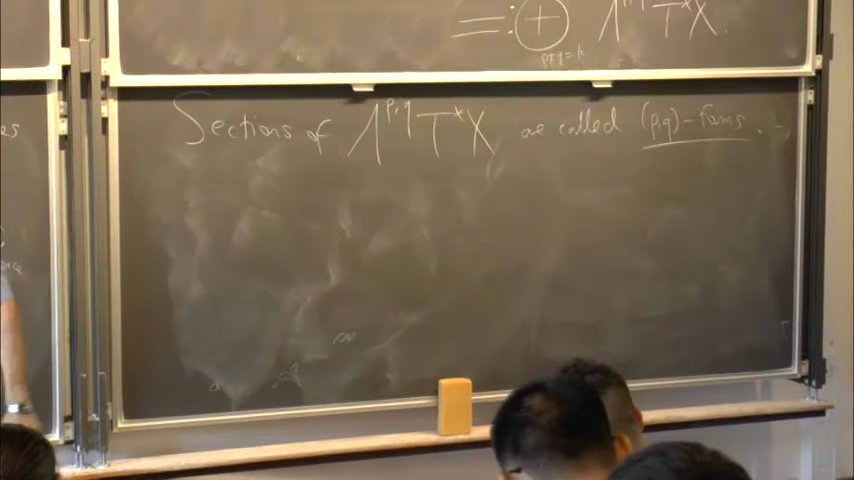 =: ⊕ Λ^{p,q} T*X.
p+q=k
Sections of Λ^{p,q} T*X are called (p,q)-forms.